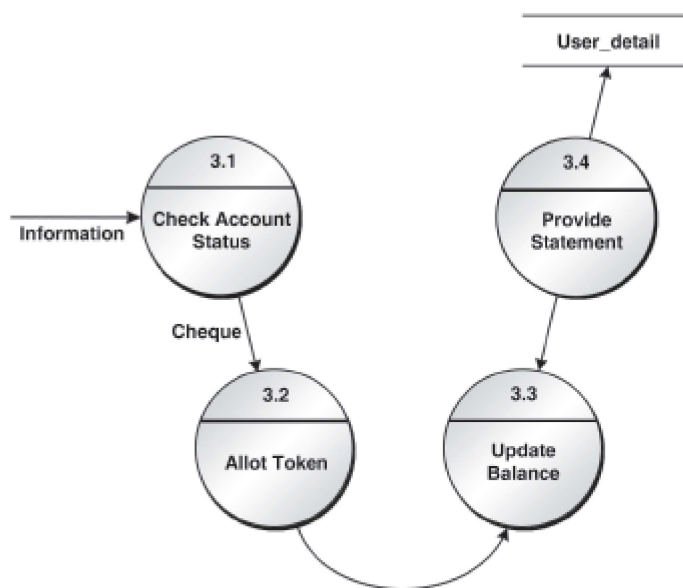 User_detail
3.1
Check Account
Status
Information
3.4
Provide
Statement
Cheque
3.2
Allot Token
3.3
Update
Balance